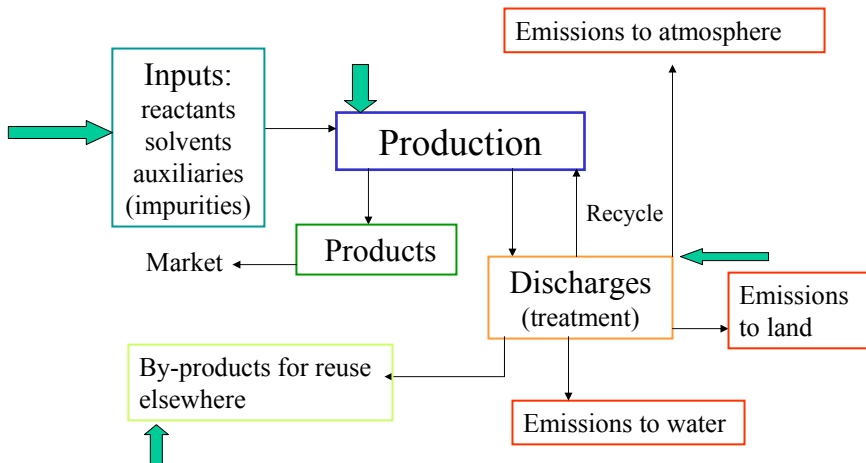 Emissions to atmosphere
Inputs:
reactants
solvents
auxiliaries
(impurities)
Production
Recycle
Products
Market
Discharges
(treatment)
Emissions
to land
By-products for reuse
elsewhere
Emissions to water